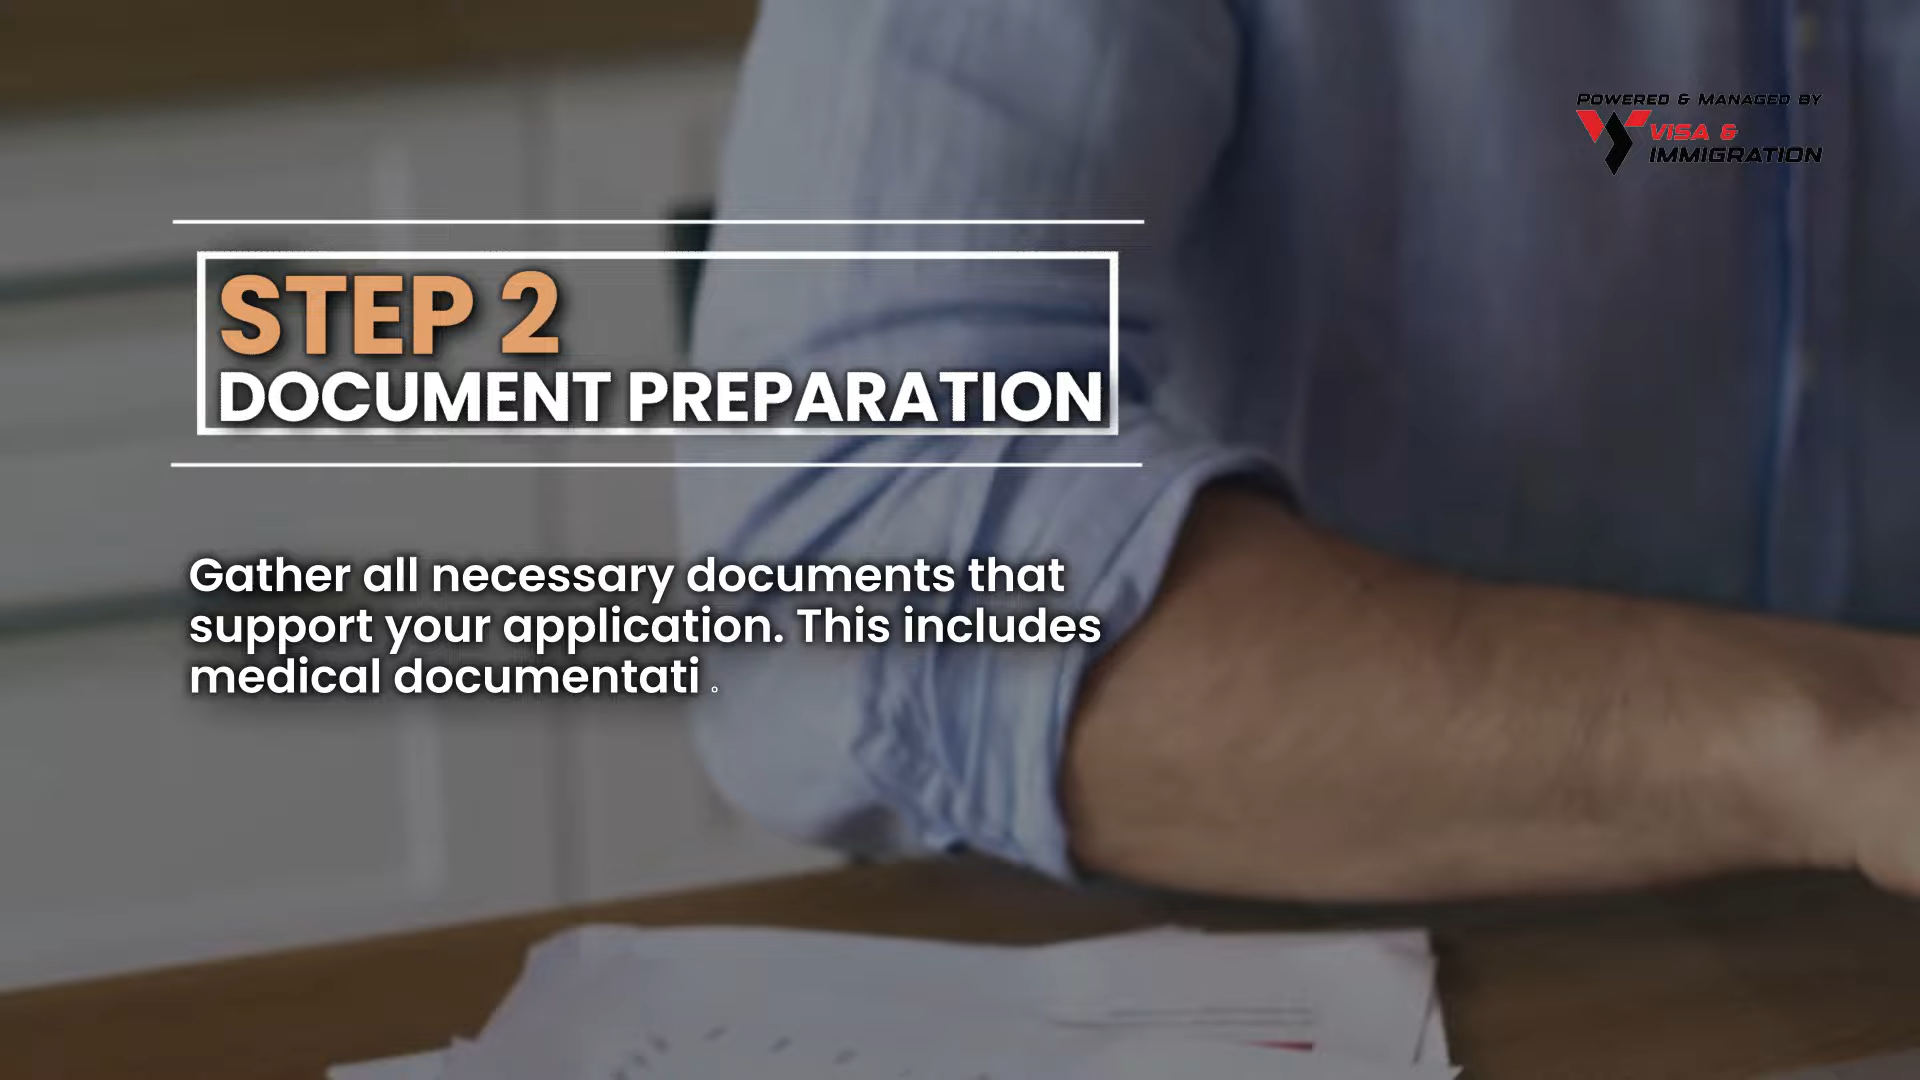 POWERED & MANAGED BY
VISA &
IMMIGRATION
STEP 2
DOCUMENT PREPARATION
Gather all necessary documents that
support your application. This includes
medical documentati